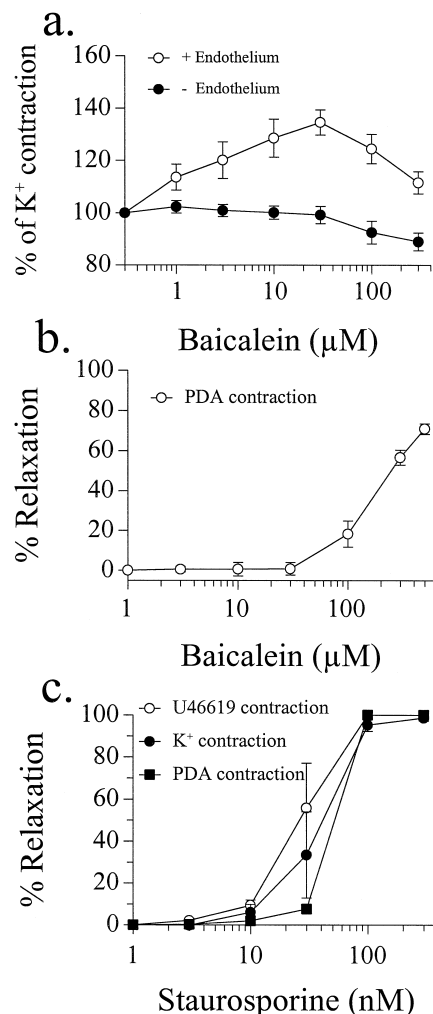 a.
160
140
120
100
80
% of K⁺ contraction
+ Endothelium
- Endothelium
1 10 100
Baicalein (µM)
b.
100
80
60
40
20
0
% Relaxation
PDA contraction
1 10 100
Baicalein (µM)
c.
100
80
60
40
20
0
% Relaxation
U46619 contraction
K⁺ contraction
PDA contraction
1 10 100
Staurosporine (nM)